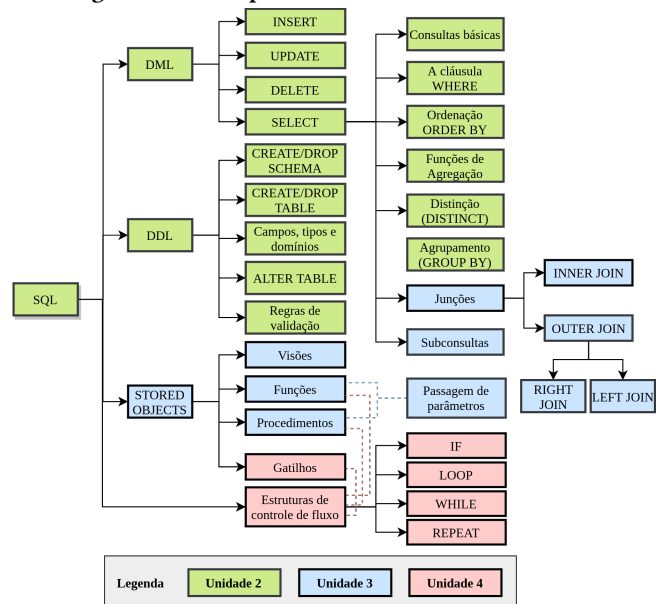 INSERT
UPDATE
DML
DELETE
SELECT
Consultas básicas
A cláusula
WHERE
Ordenação
ORDER BY
Funções de
Agregação
Distinção
(DISTINCT)
Agrupamento
(GROUP BY)
Junções
Subconsultas
INNER JOIN
OUTER JOIN
RIGHT
JOIN
LEFT JOIN
CREATE/DROP
SCHEMA
CREATE/DROP
TABLE
DDL
Campos, tipos e
domínios
ALTER TABLE
Regras de
validação
SQL
Visões
STORED
OBJECTS
Funções
Procedimentos
Passagem de
parâmetros
Gatilhos
Estruturas de
controle de fluxo
IF
LOOP
WHILE
REPEAT
Legenda
Unidade 2
Unidade 3
Unidade 4